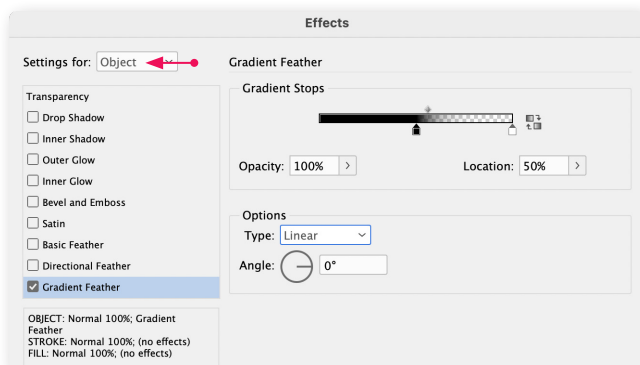 Effects
Settings for: Object
Transparency
Drop Shadow
Inner Shadow
Outer Glow
Inner Glow
Bevel and Emboss
Satin
Basic Feather
Directional Feather
Gradient Feather
OBJECT: Normal 100%; Gradient
Feather
STROKE: Normal 100%; (no effects)
FILL: Normal 100%; (no effects)
Gradient Feather
Gradient Stops
Opacity: 100% Location: 50%
Options
Type: Linear
Angle: 0°